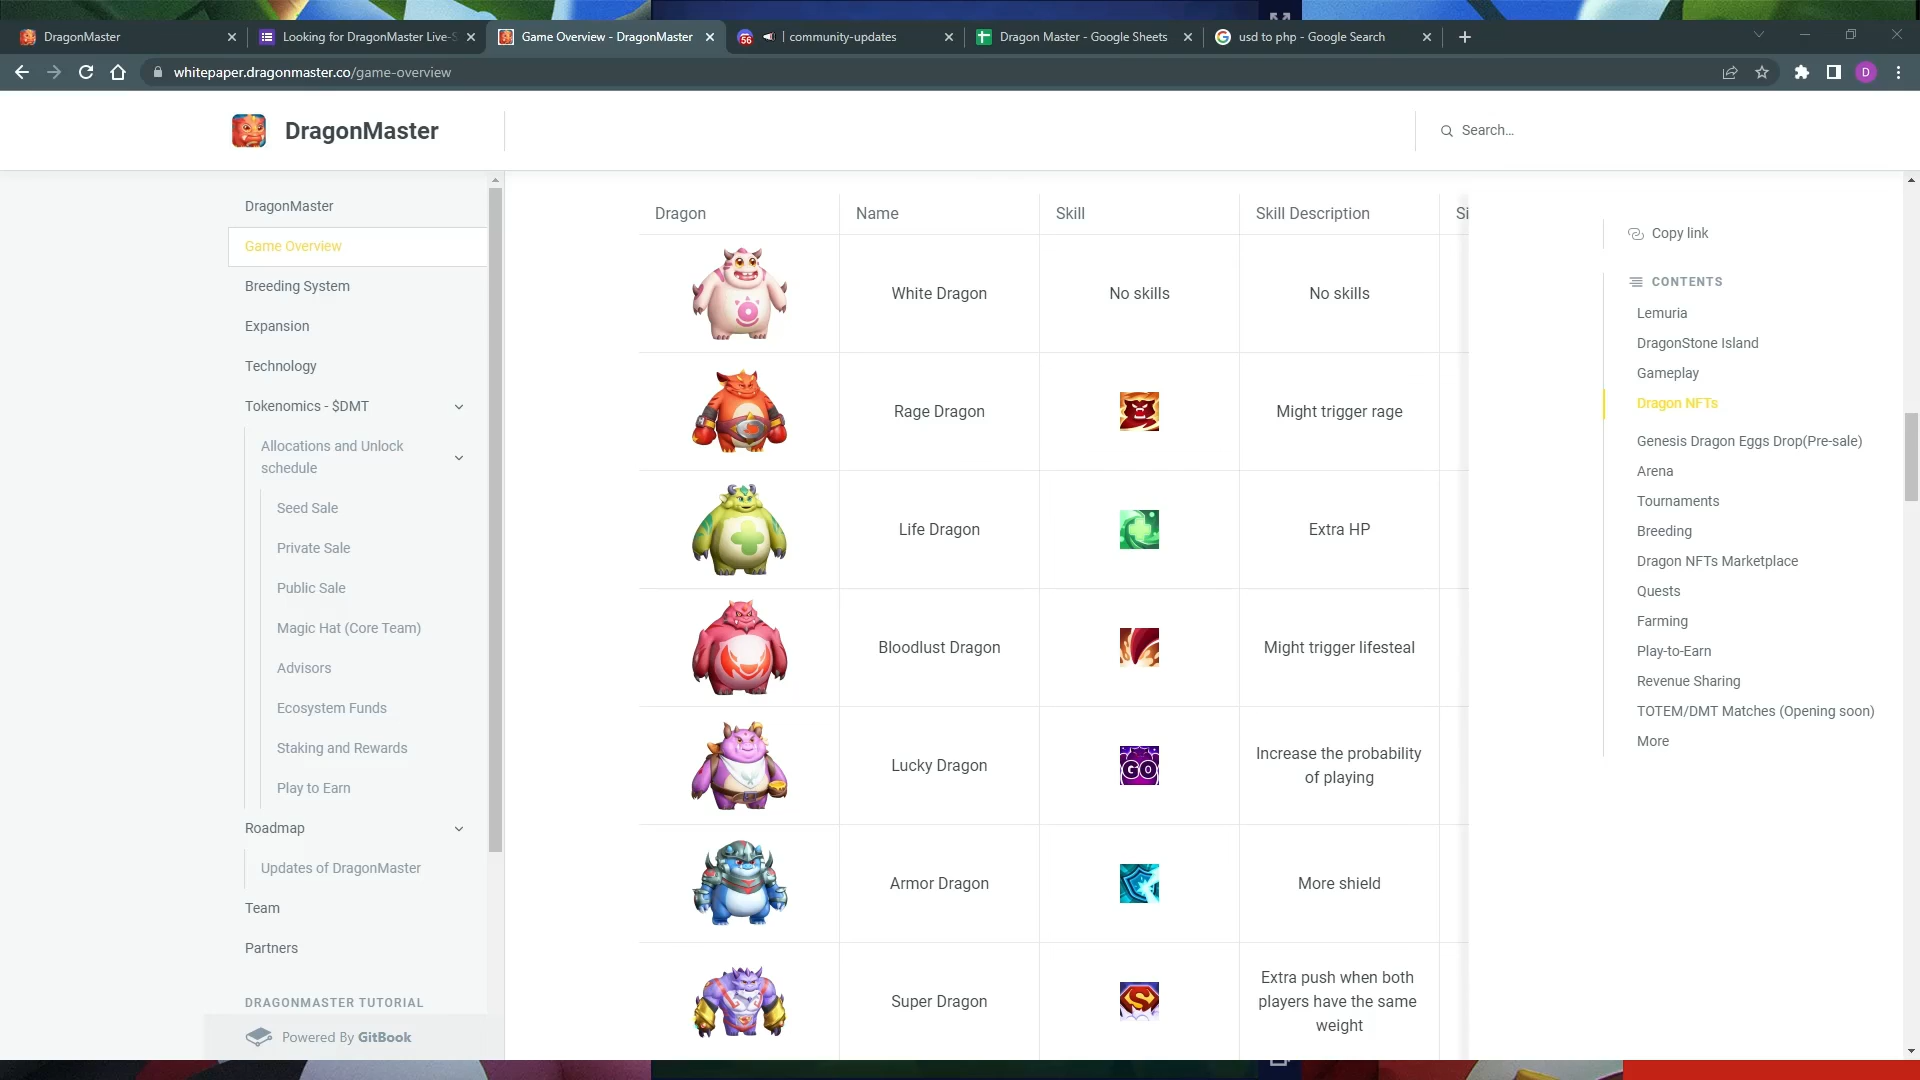 DragonMaster
Looking for DragonMaster Live-S
Game Overview - DragonMaster
56
| community-updates
Dragon Master - Google Sheets
usd to php - Google Search
whitepaper.dragonmaster.co/game-overview
D
DragonMaster
Search...
DragonMaster
Game Overview
Breeding System
Expansion
Technology
Tokenomics - $DMT
Allocations and Unlock
schedule
Seed Sale
Private Sale
Public Sale
Magic Hat (Core Team)
Advisors
Ecosystem Funds
Staking and Rewards
Play to Earn
Roadmap
Updates of DragonMaster
Team
Partners
DRAGONMASTER TUTORIAL
Powered By GitBook
Dragon Name Skill Skill Description Si
White Dragon No skills No skills
Rage Dragon Might trigger rage
Life Dragon Extra HP
Bloodlust Dragon Might trigger lifesteal
Lucky Dragon GO Increase the probability
of playing
Armor Dragon More shield
Super Dragon S Extra push when both
players have the same
weight
Copy link
CONTENTS
Lemuria
DragonStone Island
Gameplay
Dragon NFTs
Genesis Dragon Eggs Drop(Pre-sale)
Arena
Tournaments
Breeding
Dragon NFTs Marketplace
Quests
Farming
Play-to-Earn
Revenue Sharing
TOTEM/DMT Matches (Opening soon)
More